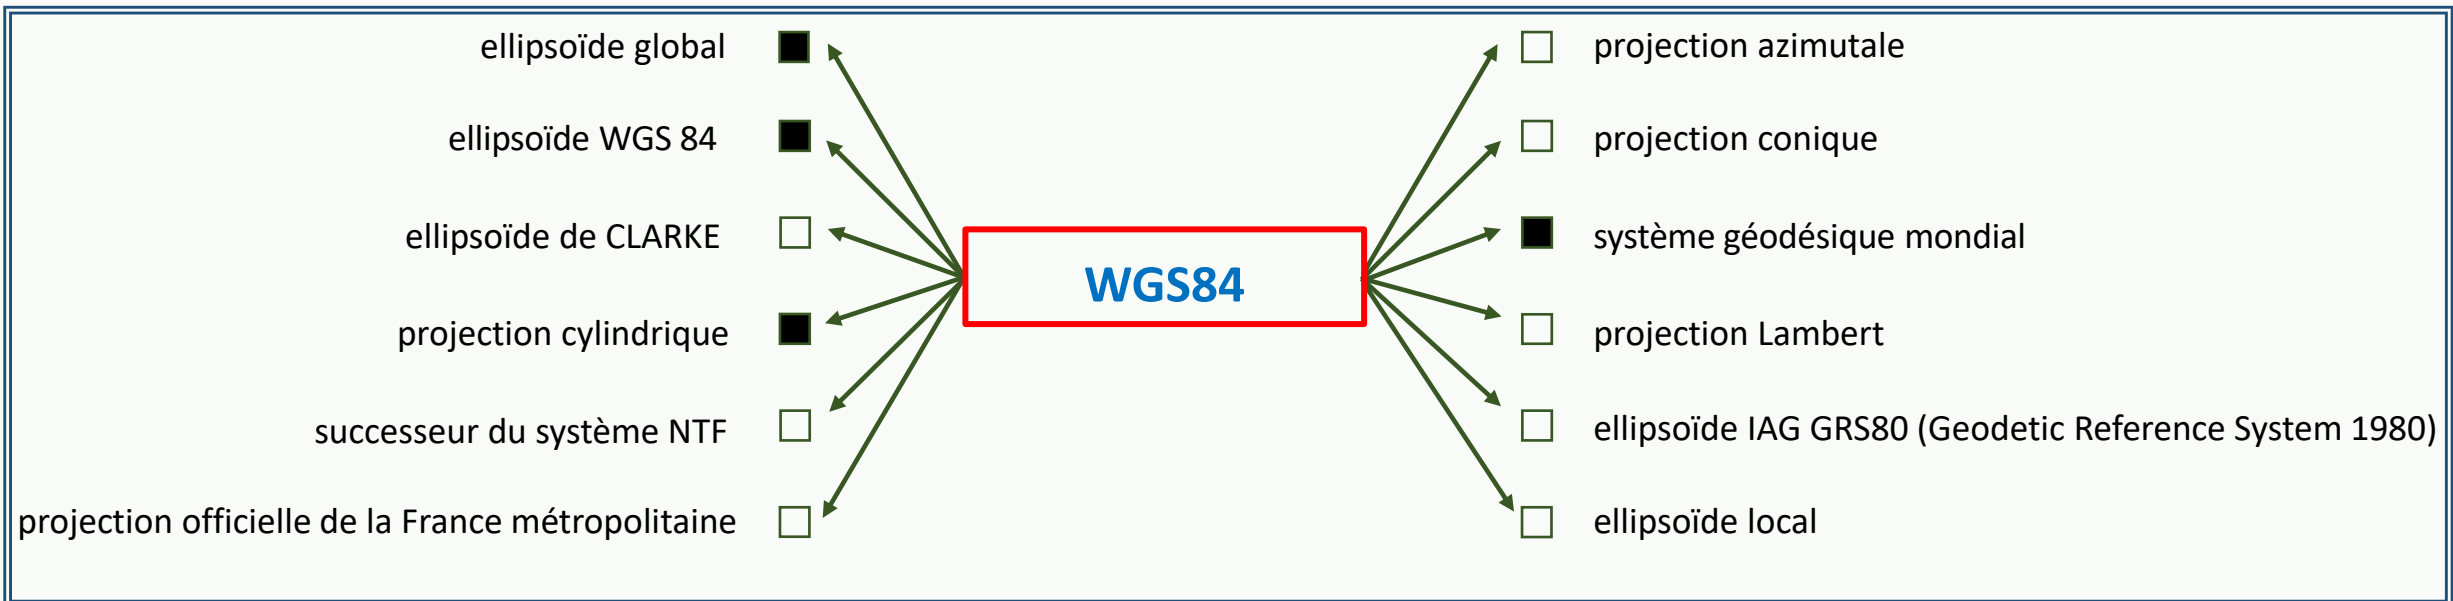 ellipsoïde global
ellipsoïde WGS 84
ellipsoïde de CLARKE
projection cylindrique
successeur du système NTF
projection officielle de la France métropolitaine
WGS84
projection azimutale
projection conique
système géodésique mondial
projection Lambert
ellipsoïde IAG GRS80 (Geodetic Reference System 1980)
ellipsoïde local